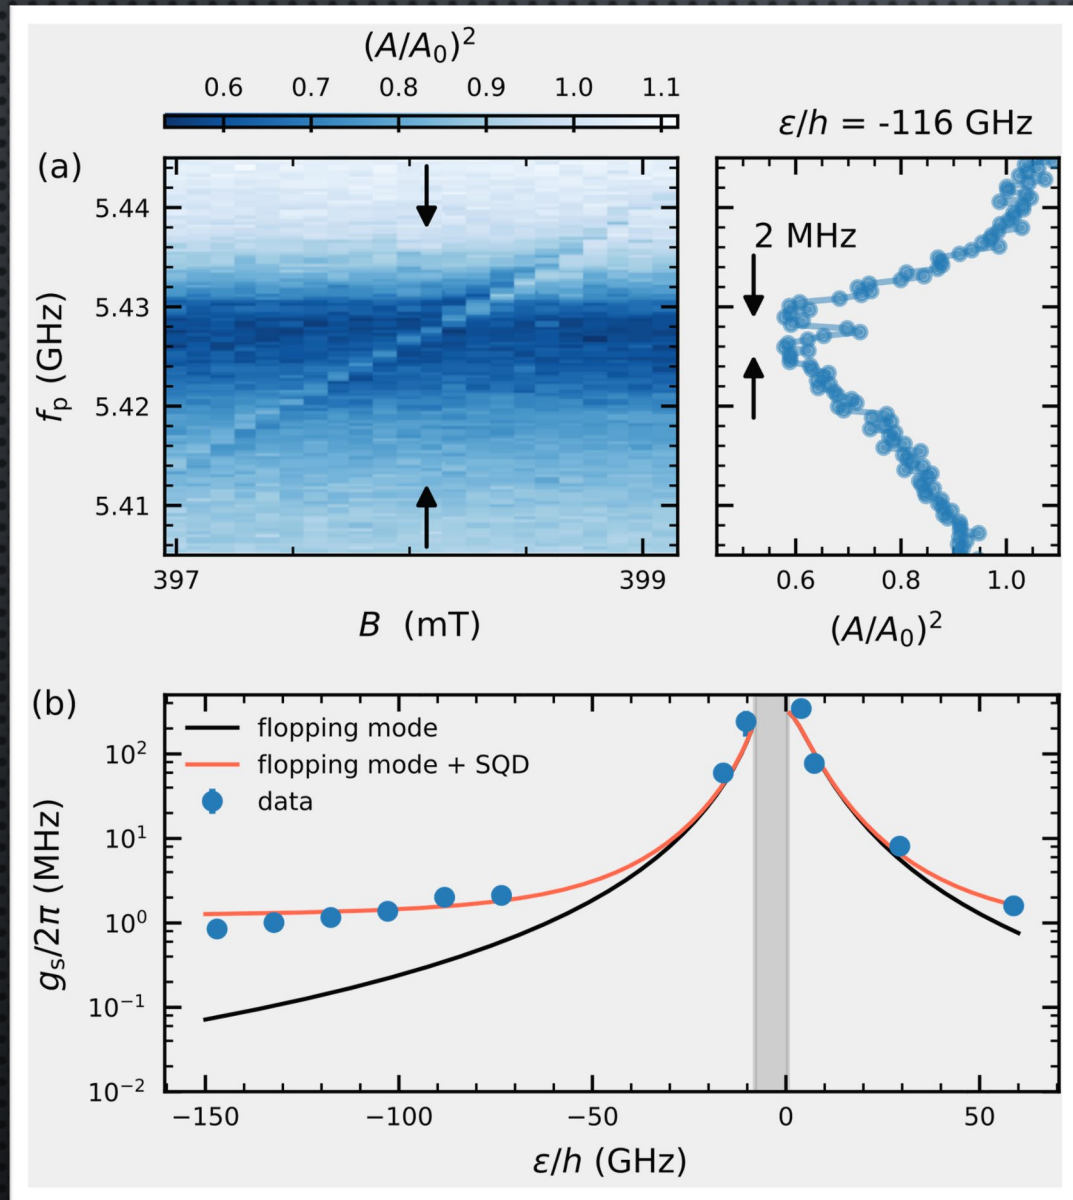 (A/A₀)²
0.6 0.7 0.8 0.9 1.0 1.1
ε/h = -116 GHz
(a)
5.44
5.43
5.42
5.41
fₚ (GHz)
397 399
B (mT)
2 MHz
0.6 0.8 1.0
(A/A₀)²
(b)
flopping mode
flopping mode + SQD
data
10²
10¹
10⁰
10⁻¹
10⁻²
gₛ/2π (MHz)
−150 −100 −50 0 50
ε/h (GHz)